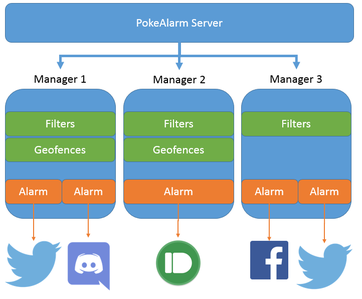 PokeAlarm Server
Manager 1
Manager 2
Manager 3
Filters
Filters
Filters
Geofences
Geofences
Alarm
Alarm
Alarm
Alarm
Alarm